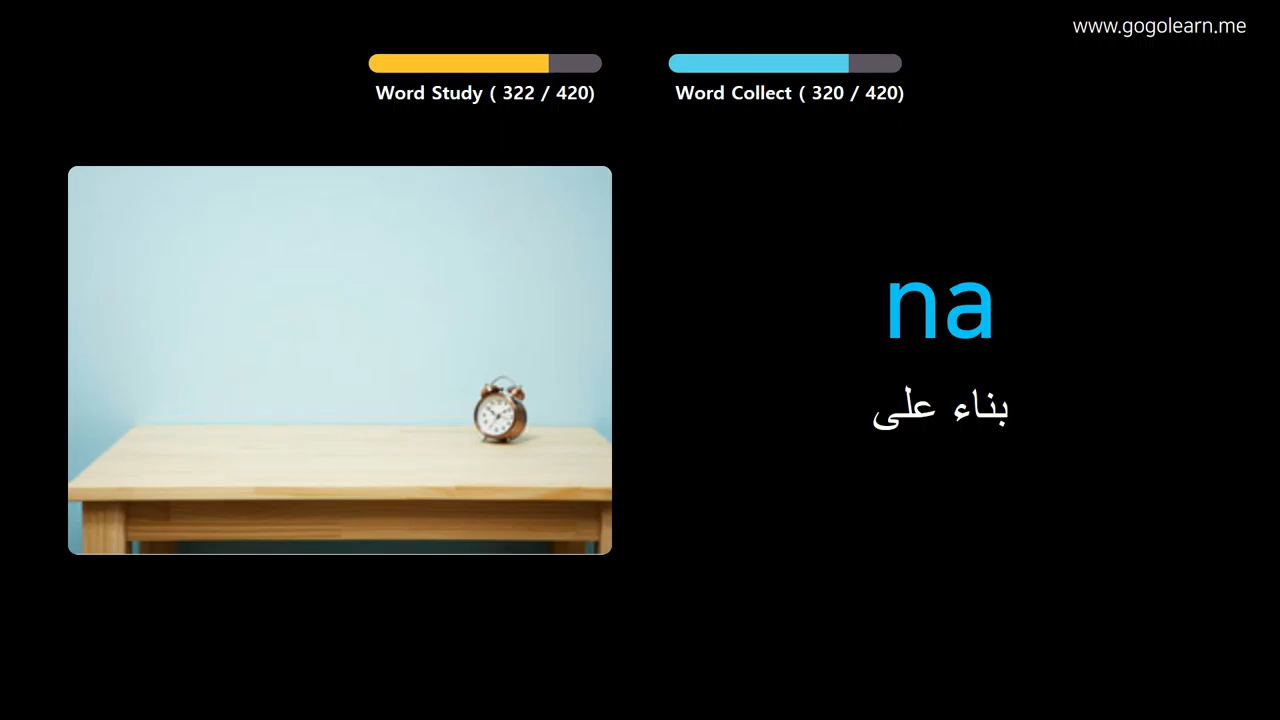 www.gogolearn.me
Word Study ( 322 / 420)
Word Collect ( 320 / 420)
na
بناء على